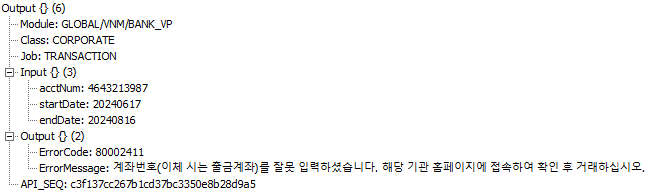 Output {} (6)
Module: GLOBAL/VNM/BANK_VP
Class: CORPORATE
Job: TRANSACTION
Input {} (3)
acctNum: 4643213987
startDate: 20240617
endDate: 20240816
Output {} (2)
ErrorCode: 80002411
ErrorMessage: 계좌번호(이체 시는 출금계좌)를 잘못 입력하셨습니다. 해당 기관 홈페이지에 접속하여 확인 후 거래하십시오.
API_SEQ: c3f137cc267b1cd37bc3350e8b28d9a5